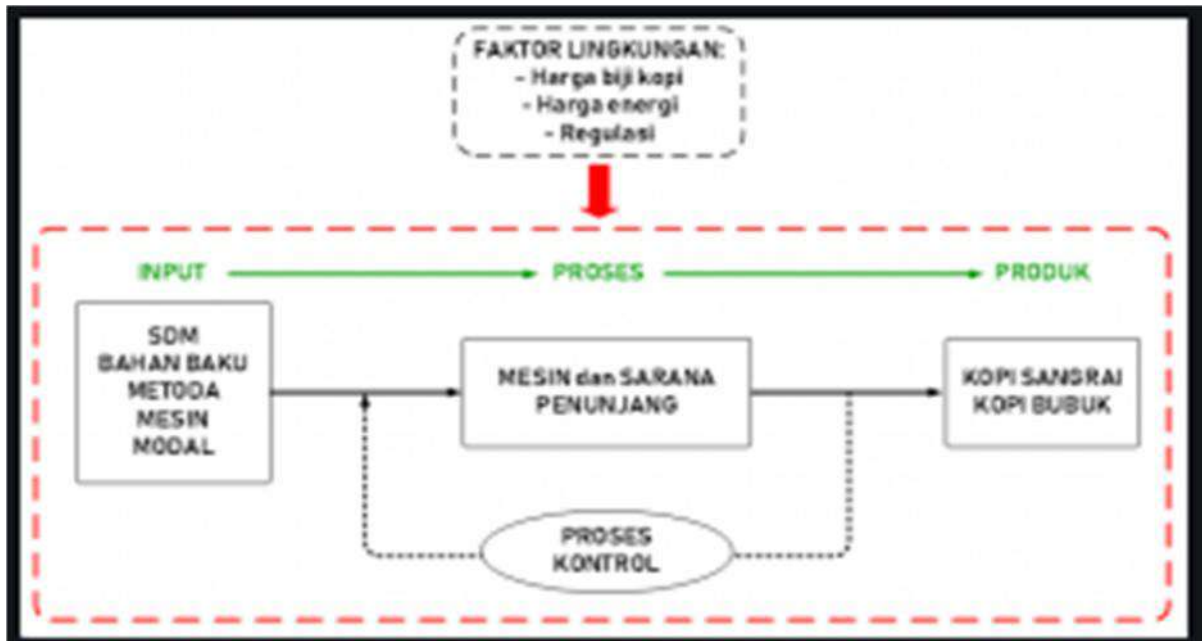 FAKTOR LINGKUNGAN:
- Harga biji kopi
- Harga energi
- Regulasi
INPUT
PROSES
PRODUK
SDM
BAHAN BAKU
METODA
MESIN
MODAL
MESIN dan SARANA
PENUNJANG
KOPI SANGRAI
KOPI BUBUK
PROSES
KONTROL